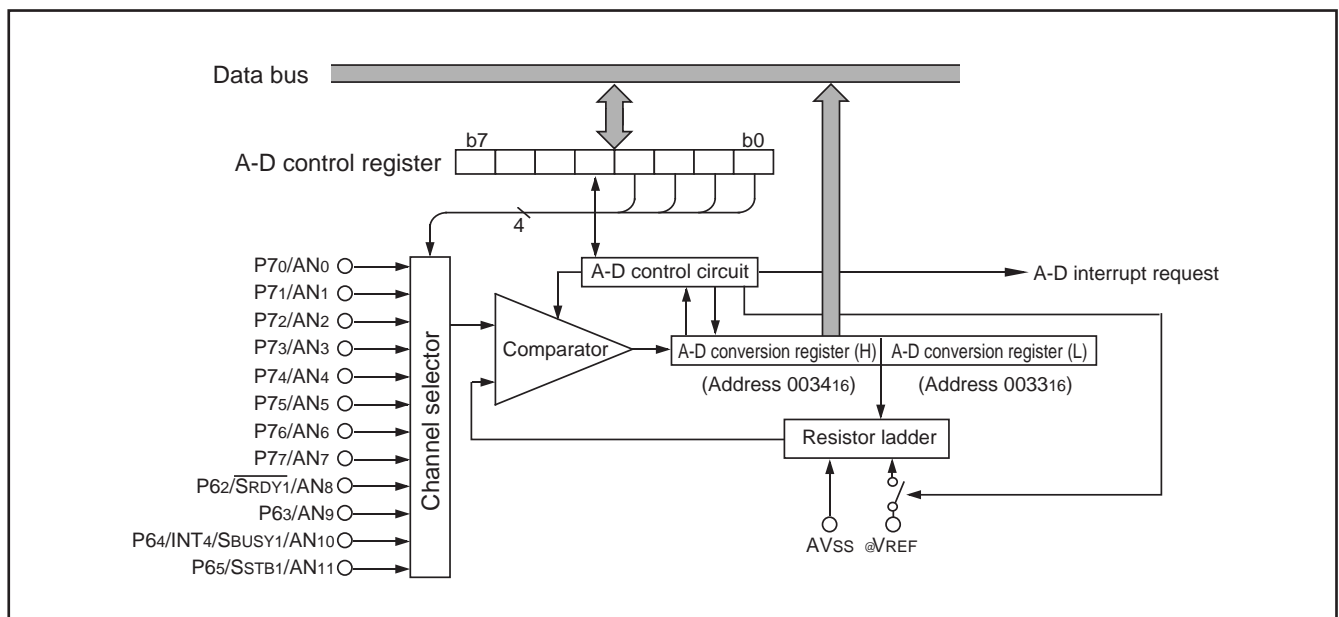 Data bus
b7 b0
A-D control register
4
P70/AN0
P71/AN1
P72/AN2
P73/AN3
P74/AN4
P75/AN5
P76/AN6
P77/AN7
P62/S̅R̅D̅Y̅1̅/AN8
P63/AN9
P64/INT4/SBUSY1/AN10
P65/SSTB1/AN11
Channel selector
A-D control circuit
A-D interrupt request
Comparator
A-D conversion register (H) A-D conversion register (L)
(Address 003416) (Address 003316)
Resistor ladder
AVSS @VREF